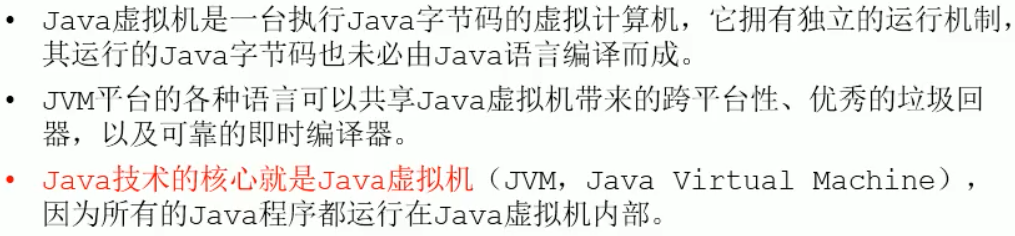 • Java虚拟机是一台执行Java字节码的虚拟计算机，它拥有独立的运行机制，
其运行的Java字节码也未必由Java语言编译而成。
• JVM平台的各种语言可以共享Java虚拟机带来的跨平台性、优秀的垃圾回
器，以及可靠的即时编译器。
• Java技术的核心就是Java虚拟机（JVM，Java Virtual Machine），
因为所有的Java程序都运行在Java虚拟机内部。